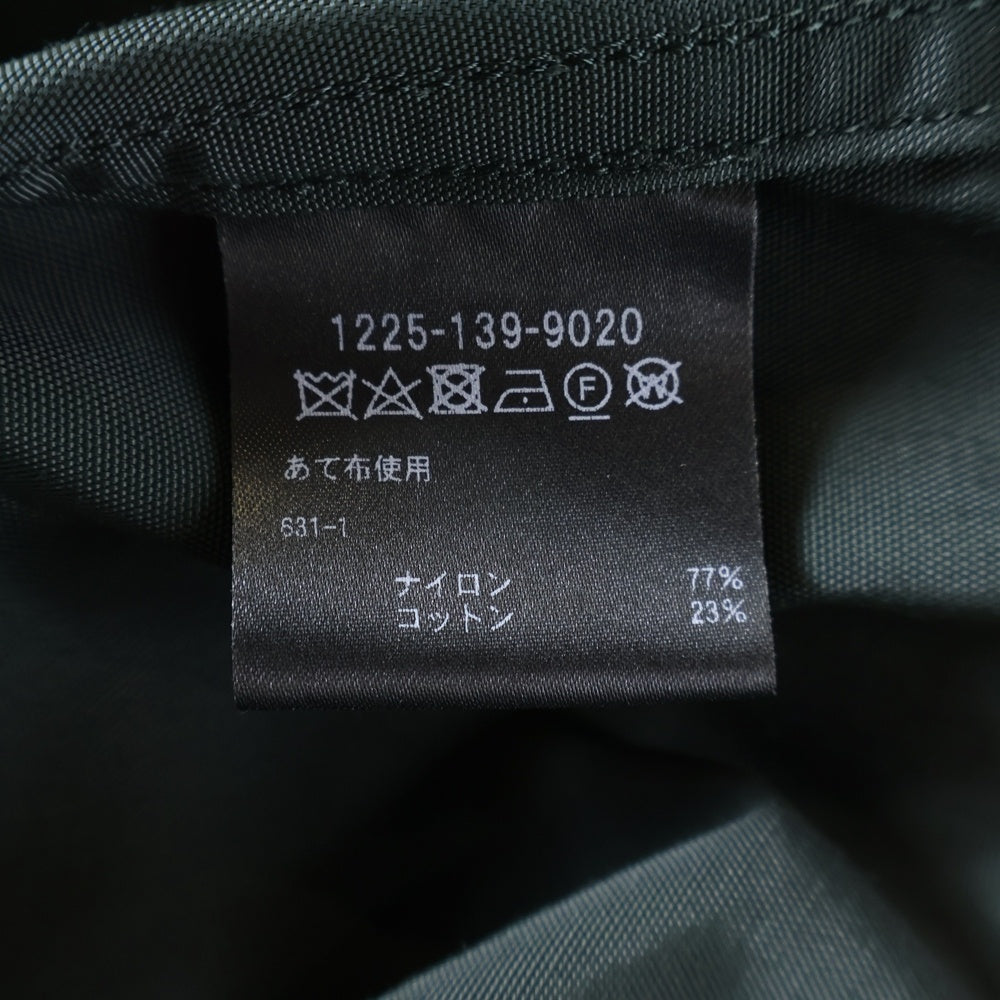 1225-139-9020
F W
あて布使用
631-1
ナイロン 77%
コットン 23%